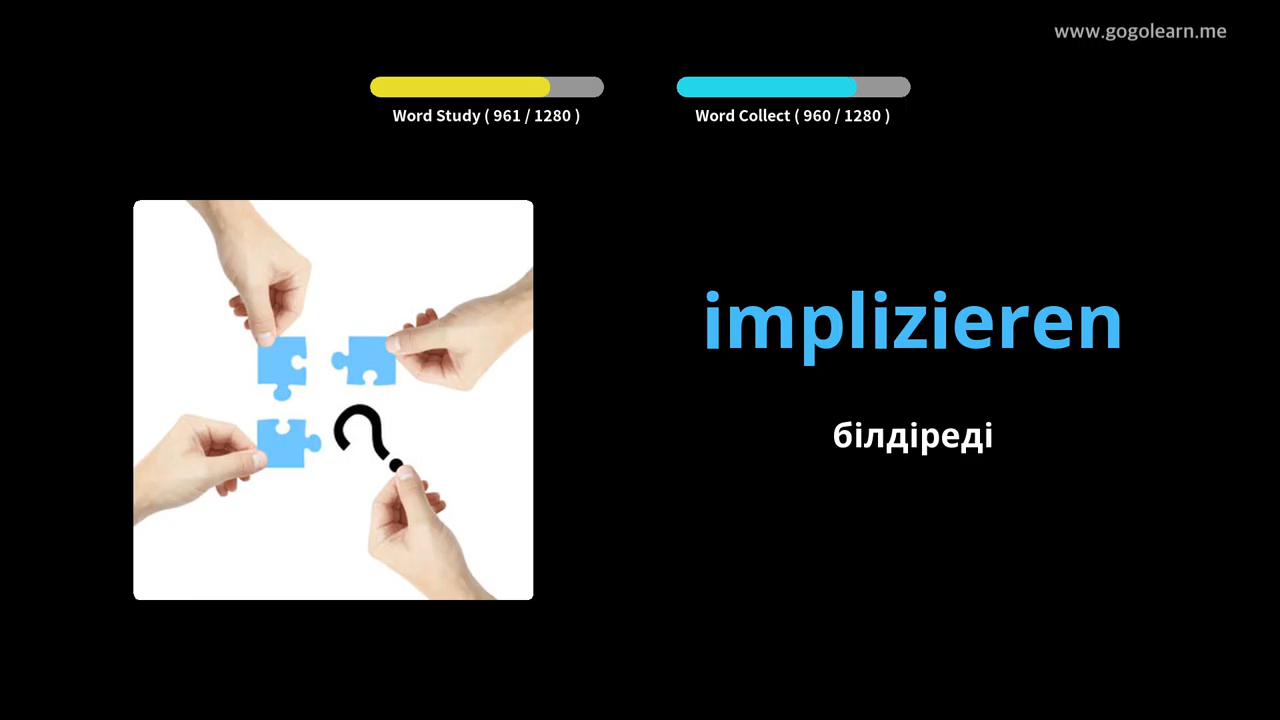 www.gogolearn.me
Word Study ( 961 / 1280 )
Word Collect ( 960 / 1280 )
implizieren
білдіреді